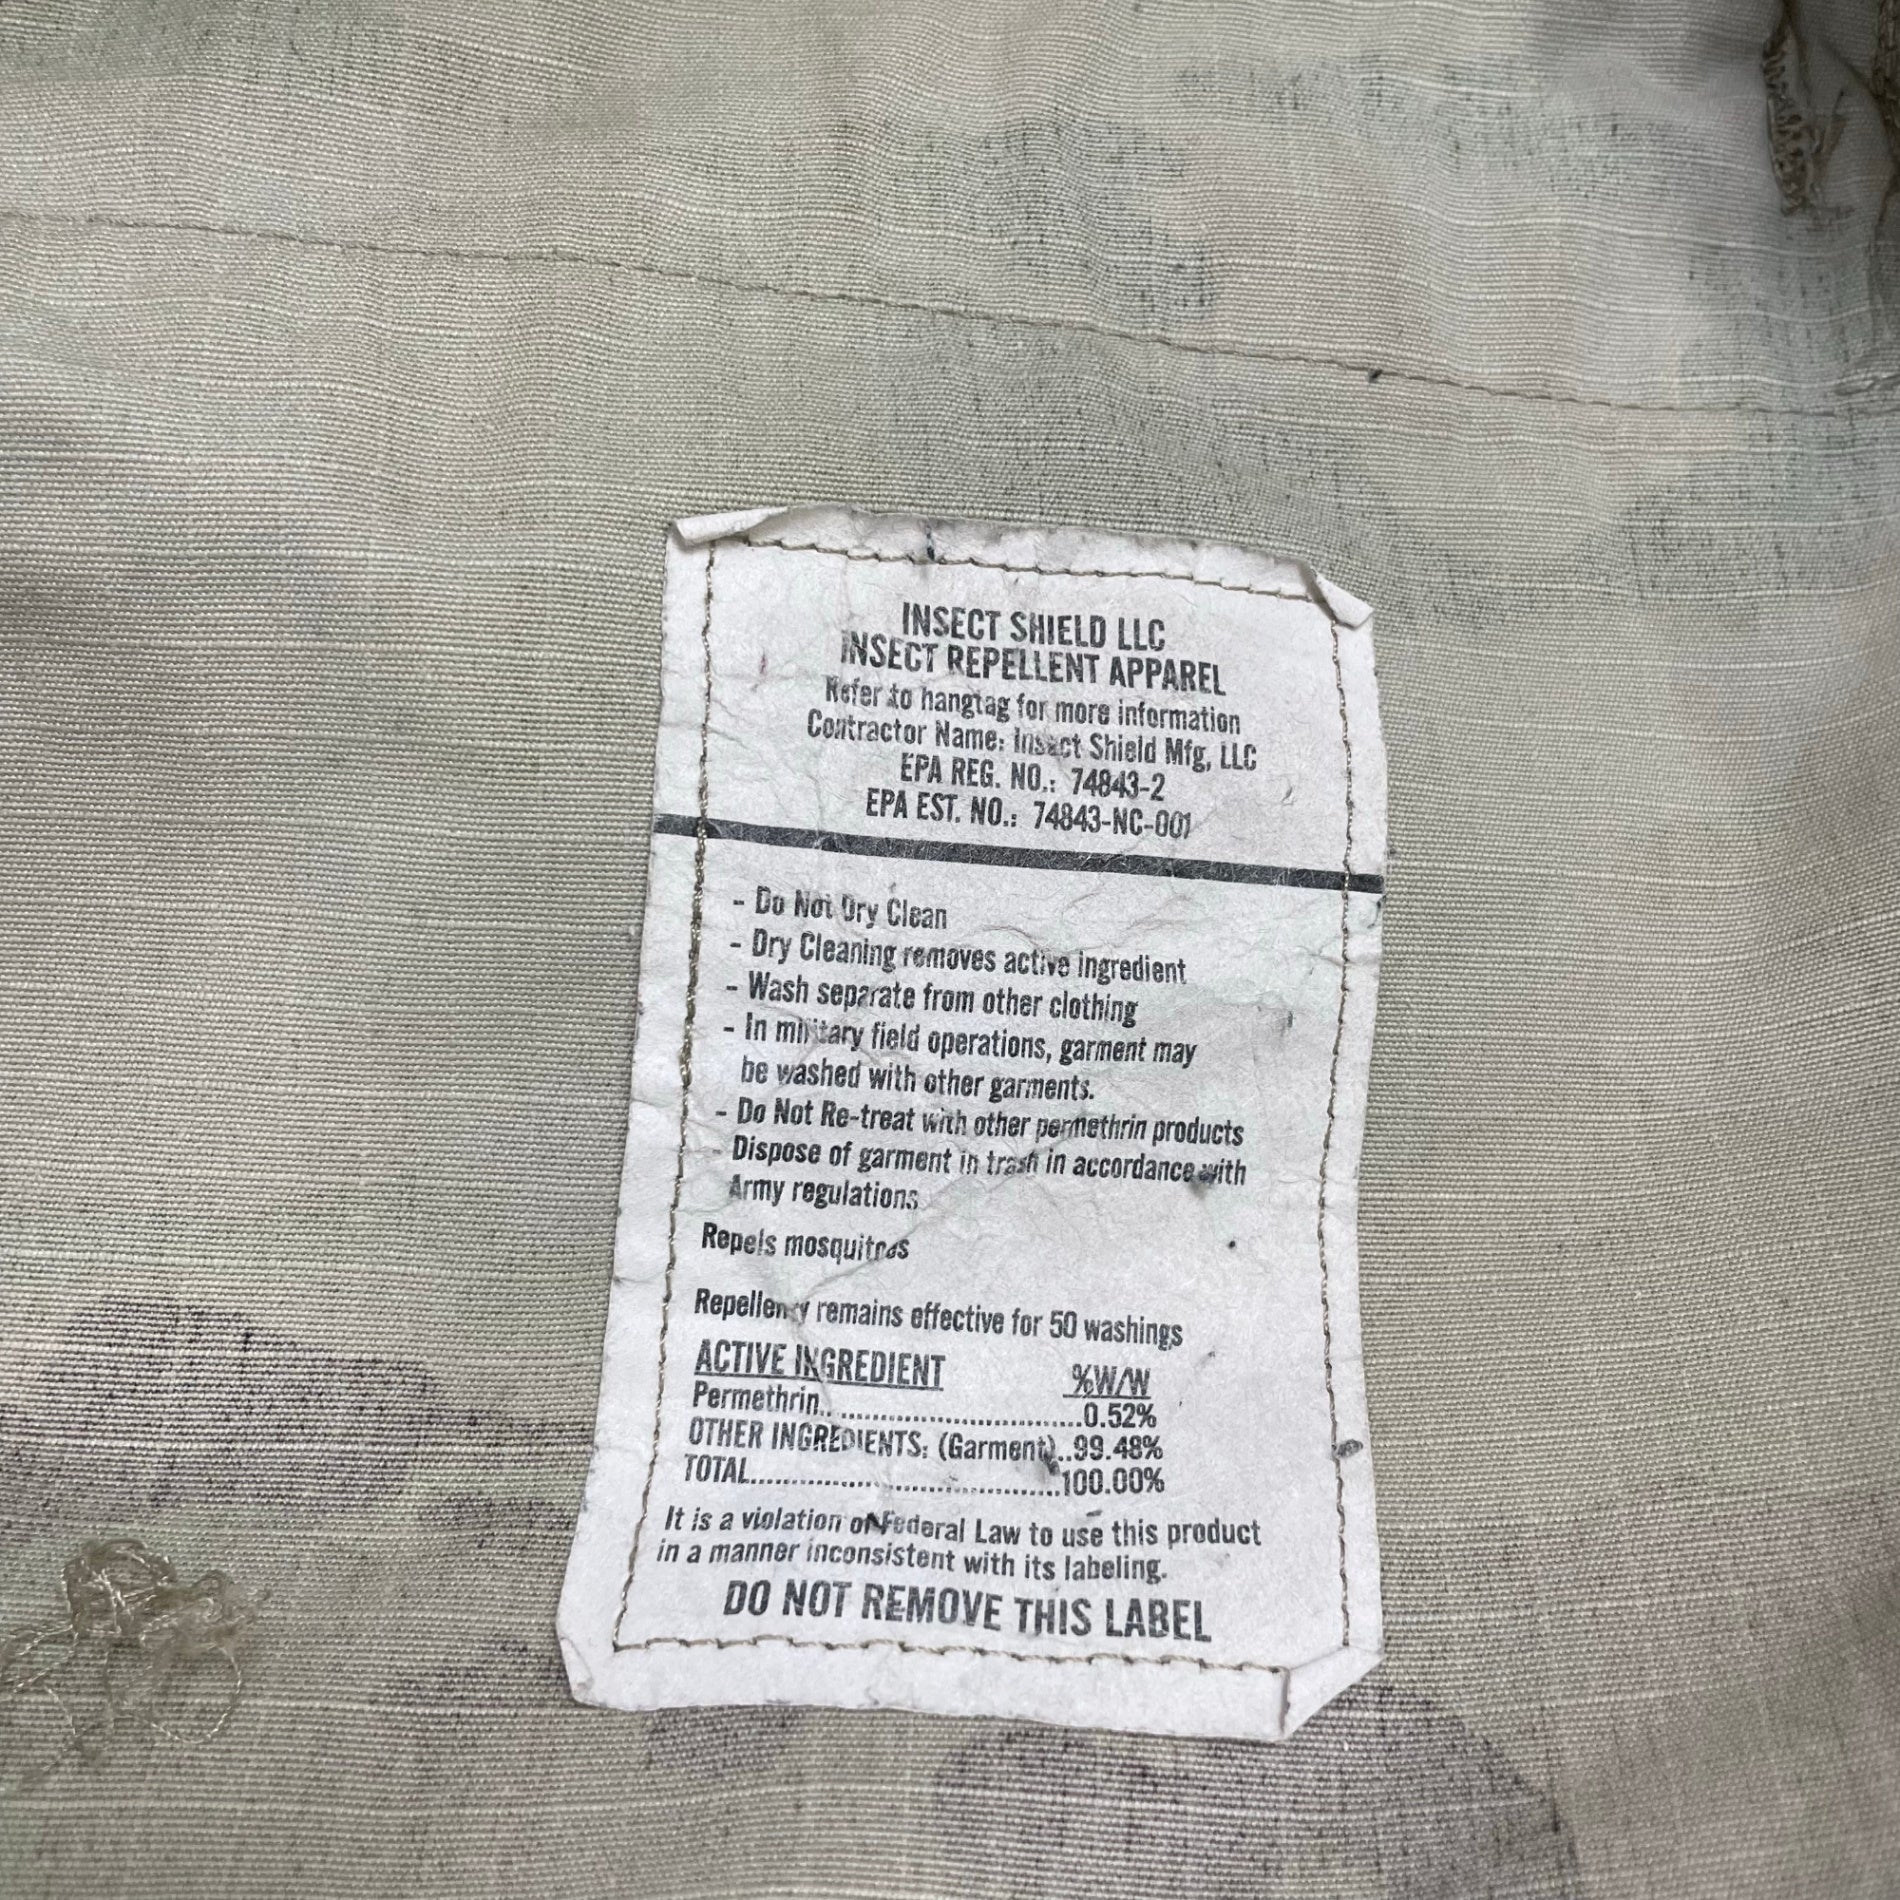 INSECT SHIELD LLC
INSECT REPELLENT APPAREL
Refer to hangtag for more information
Contractor Name: Insect Shield Mfg, LLC
EPA REG. NO.: 74843-2
EPA EST. NO.: 74843-NC-001
- Do Not Dry Clean
- Dry Cleaning removes active ingredient
- Wash separate from other clothing
- In military field operations, garment may
be washed with other garments.
- Do Not Re-treat with other permethrin products
- Dispose of garment in trash in accordance with
Army regulations
Repels mosquitoes
Repellency remains effective for 50 washings
ACTIVE INGREDIENT %W/W
Permethrin.......................................0.52%
OTHER INGREDIENTS: (Garment)..99.48%
TOTAL.......................................100.00%
It is a violation of Federal Law to use this product
in a manner inconsistent with its labeling.
DO NOT REMOVE THIS LABEL